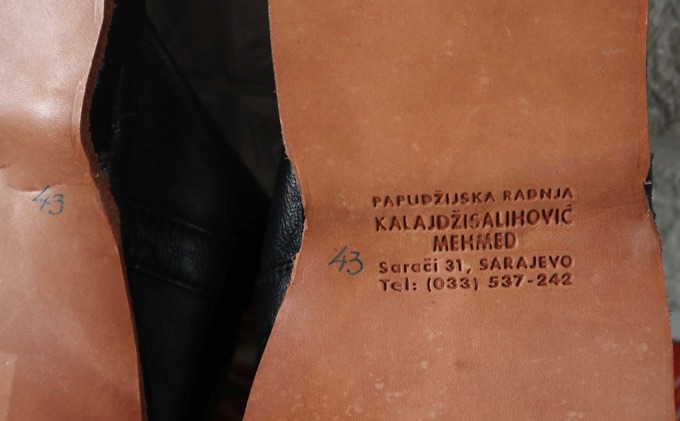 43
PAPUDŽIJSKA RADNJA
KALAJDŽISALIHOVIĆ
MEHMED
43
Sarači 31, SARAJEVO
Tel: (033) 537-242